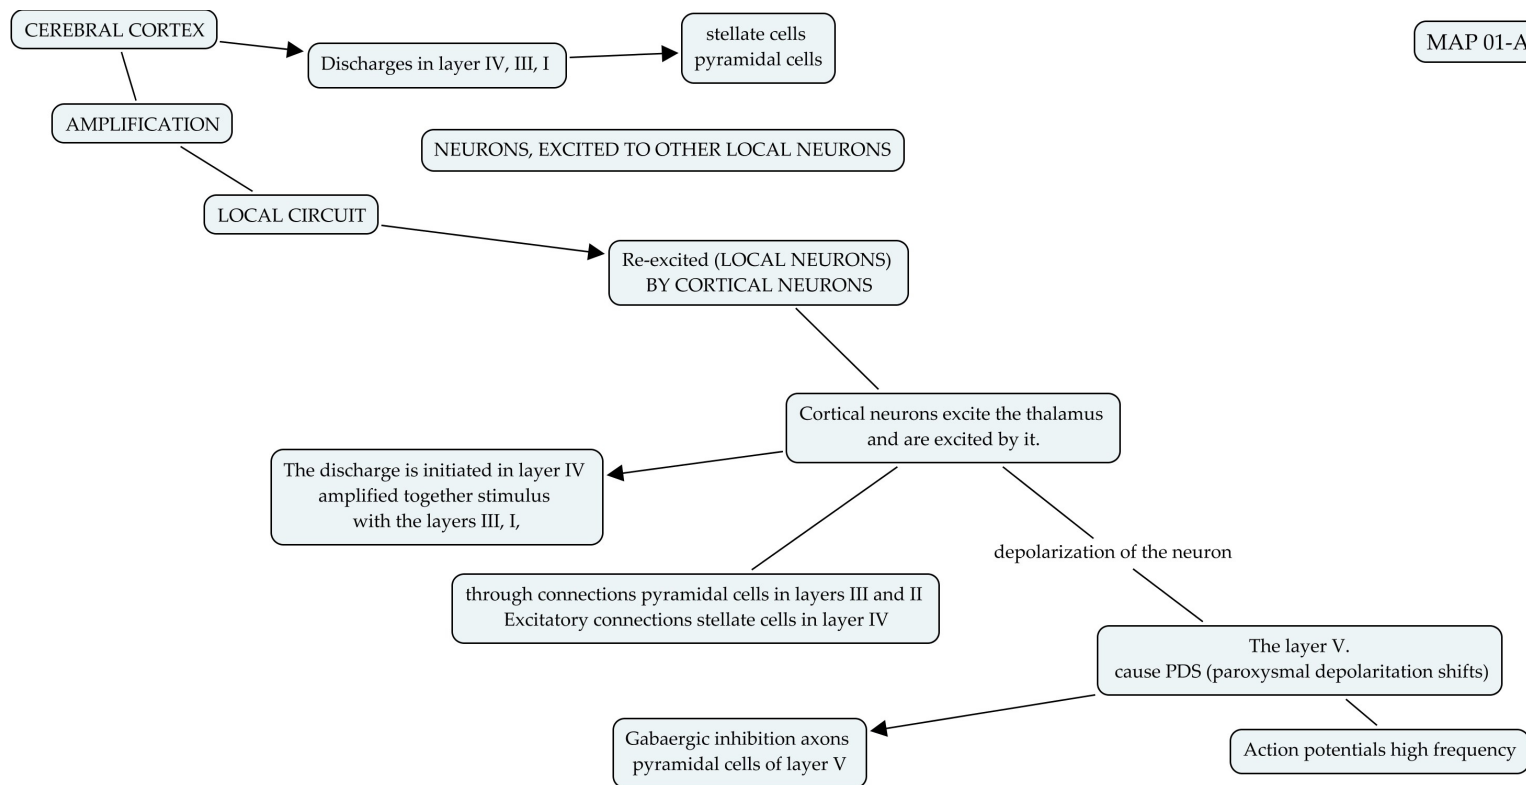 CEREBRAL CORTEX
Discharges in layer IV, III, I
stellate cells
pyramidal cells
MAP 01-A
AMPLIFICATION
NEURONS, EXCITED TO OTHER LOCAL NEURONS
LOCAL CIRCUIT
Re-excited (LOCAL NEURONS)
BY CORTICAL NEURONS
Cortical neurons excite the thalamus
and are excited by it.
The discharge is initiated in layer IV
amplified together stimulus
with the layers III, I,
depolarization of the neuron
through connections pyramidal cells in layers III and II
Excitatory connections stellate cells in layer IV
The layer V.
cause PDS (paroxysmal depolaritation shifts)
Gabaergic inhibition axons
pyramidal cells of layer V
Action potentials high frequency